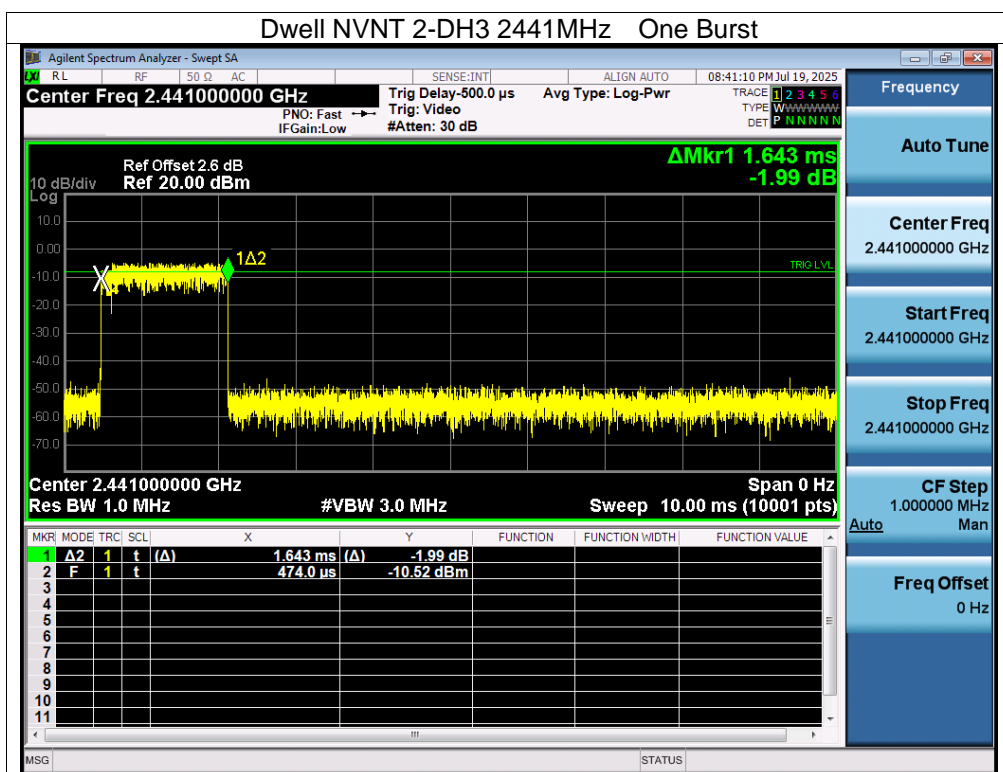 Dwell NVNT 2-DH3 2441MHz One Burst
Agilent Spectrum Analyzer - Swept SA
LXI RL RF 50 Ω AC SENSE:INT ALIGN AUTO 08:41:10 PM Jul 19, 2025
Center Freq 2.441000000 GHz
PNO: Fast
IFGain:Low
Trig Delay-500.0 µs
Trig: Video
#Atten: 30 dB
Avg Type: Log-Pwr
TRACE 1 2 3 4 5 6
TYPE WWWWWW
DET P N N N N N
ΔMkr1 1.643 ms
-1.99 dB
Ref Offset 2.6 dB
10 dB/div Ref 20.00 dBm
Log
10.0
0.00
-10.0
-20.0
-30.0
-40.0
-50.0
-60.0
-70.0
1Δ2
TRIG LVL
Center 2.441000000 GHz Span 0 Hz
Res BW 1.0 MHz #VBW 3.0 MHz Sweep 10.00 ms (10001 pts)
MKR MODE TRC SCL X Y FUNCTION FUNCTION WIDTH FUNCTION VALUE
1 Δ2 1 t (Δ) 1.643 ms (Δ) -1.99 dB
2 F 1 t 474.0 µs -10.52 dBm
3
4
5
6
7
8
9
10
11
MSG STATUS
Frequency
Auto Tune
Center Freq
2.441000000 GHz
Start Freq
2.441000000 GHz
Stop Freq
2.441000000 GHz
CF Step
1.000000 MHz
Auto Man
Freq Offset
0 Hz